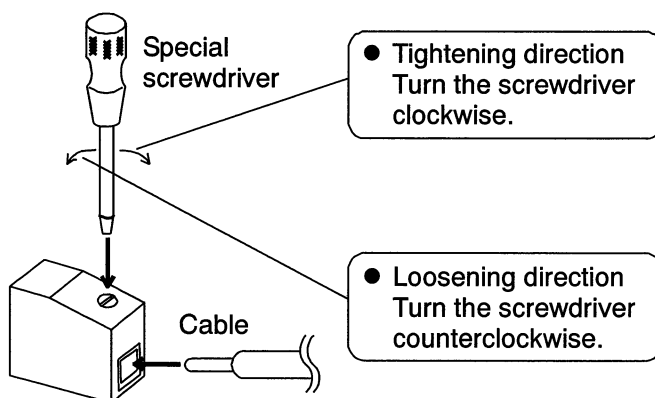 Special
screwdriver
● Tightening direction
Turn the screwdriver
clockwise.
● Loosening direction
Turn the screwdriver
counterclockwise.
Cable